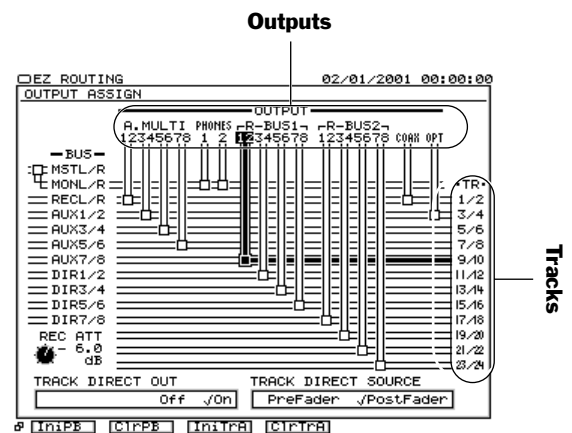 Outputs
EZ ROUTING 02/01/2001 00:00:00
OUTPUT ASSIGN
OUTPUT
A.MULTI PHONES R-BUS1 R-BUS2
12345678 1 2 12345678 12345678 COAX OPT
BUS
MSTL/R
MONL/R •TR•
RECL/R 1/2
AUX1/2 3/4
AUX3/4 5/6
AUX5/6 7/8
AUX7/8 9/10
DIR1/2 11/12
DIR3/4 13/14
DIR5/6 15/16
DIR7/8 17/18
REC ATT 19/20
- 6.0 21/22
dB 23/24
Tracks
TRACK DIRECT OUT TRACK DIRECT SOURCE
Off √On PreFader √PostFader
IniPB ClrPB IniTrA ClrTrA